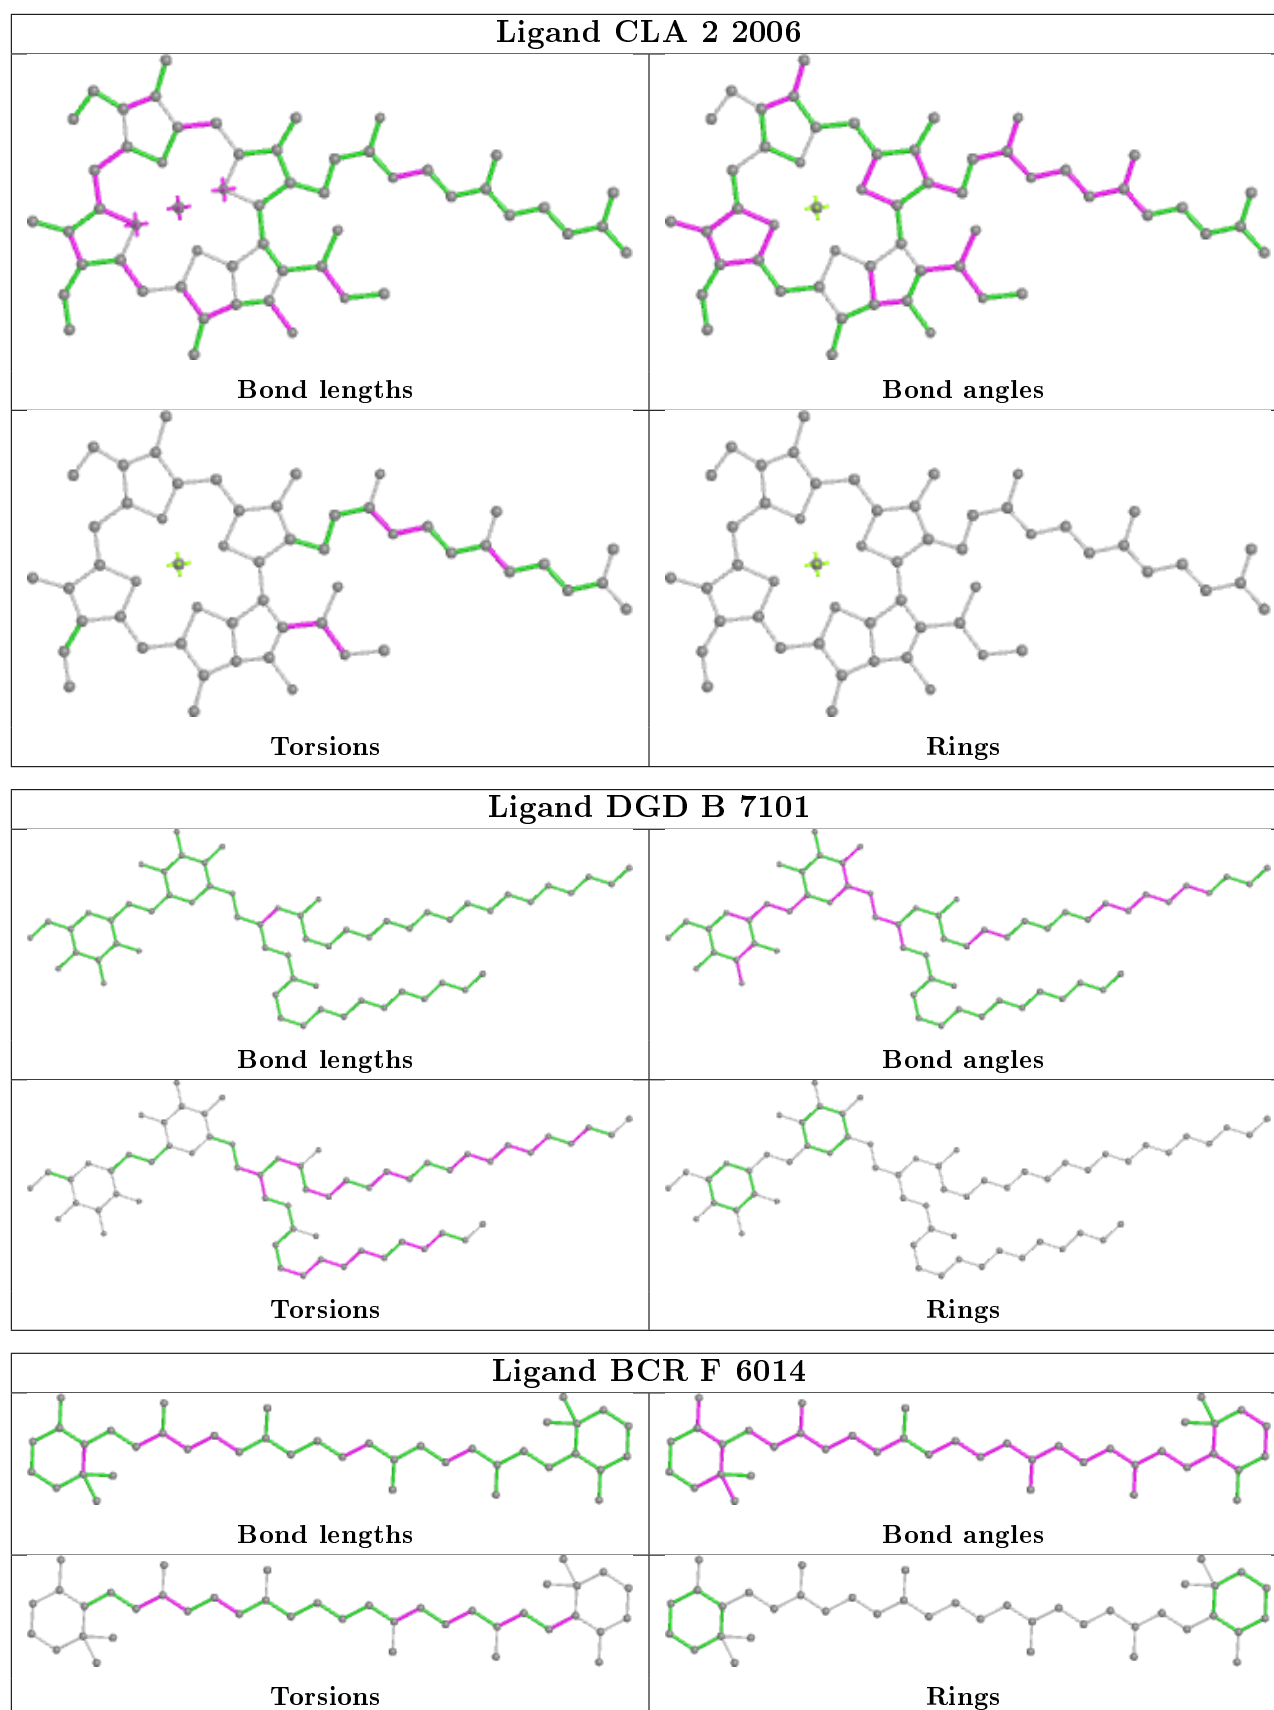 Ligand CLA 2 2006
Bond lengths
Bond angles
Torsions
Rings
Ligand DGD B 7101
Bond lengths
Bond angles
Torsions
Rings
Ligand BCR F 6014
Bond lengths
Bond angles
Torsions
Rings